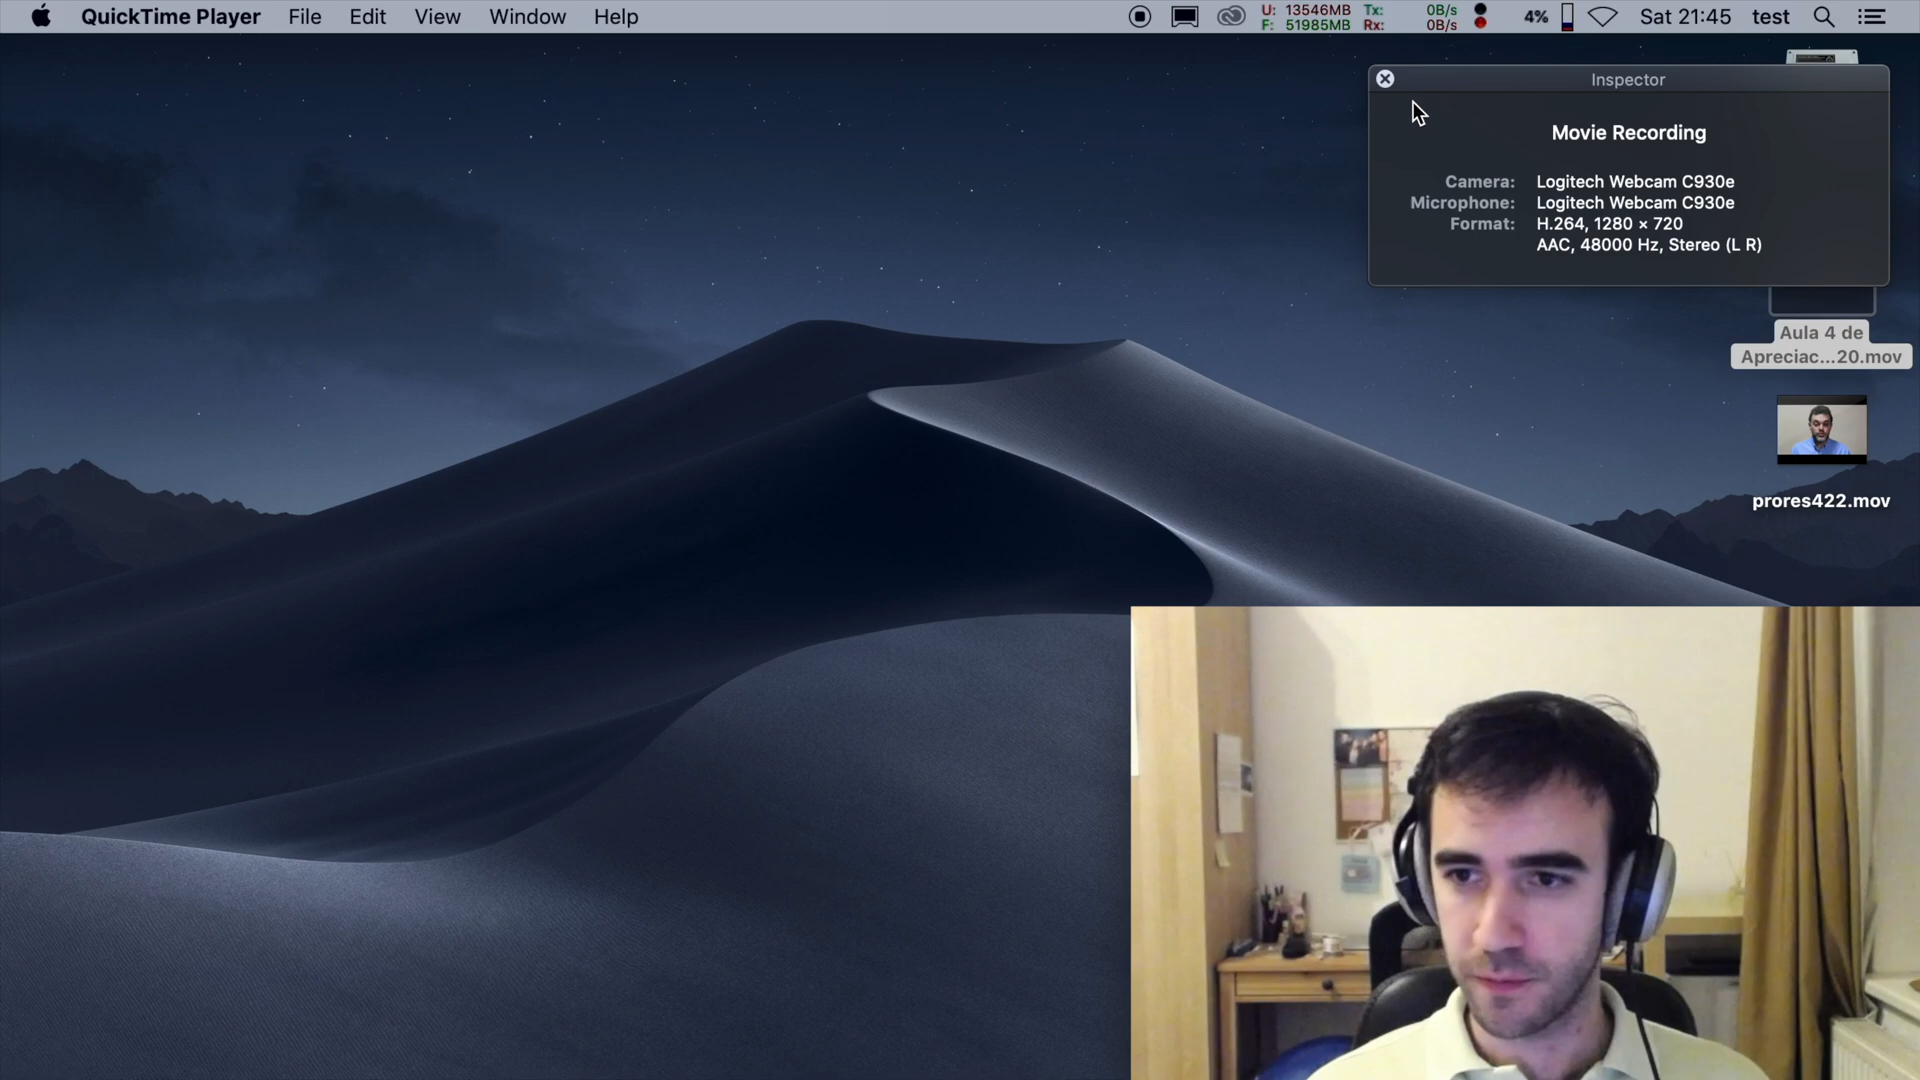 QuickTime Player File Edit View Window Help
U: 13546MB Tx: 0B/s
F: 51985MB Rx: 0B/s
4% Sat 21:45 test
Inspector
Movie Recording
Camera: Logitech Webcam C930e
Microphone: Logitech Webcam C930e
Format: H.264, 1280 × 720
AAC, 48000 Hz, Stereo (L R)
Aula 4 de
Apreciac...20.mov
prores422.mov